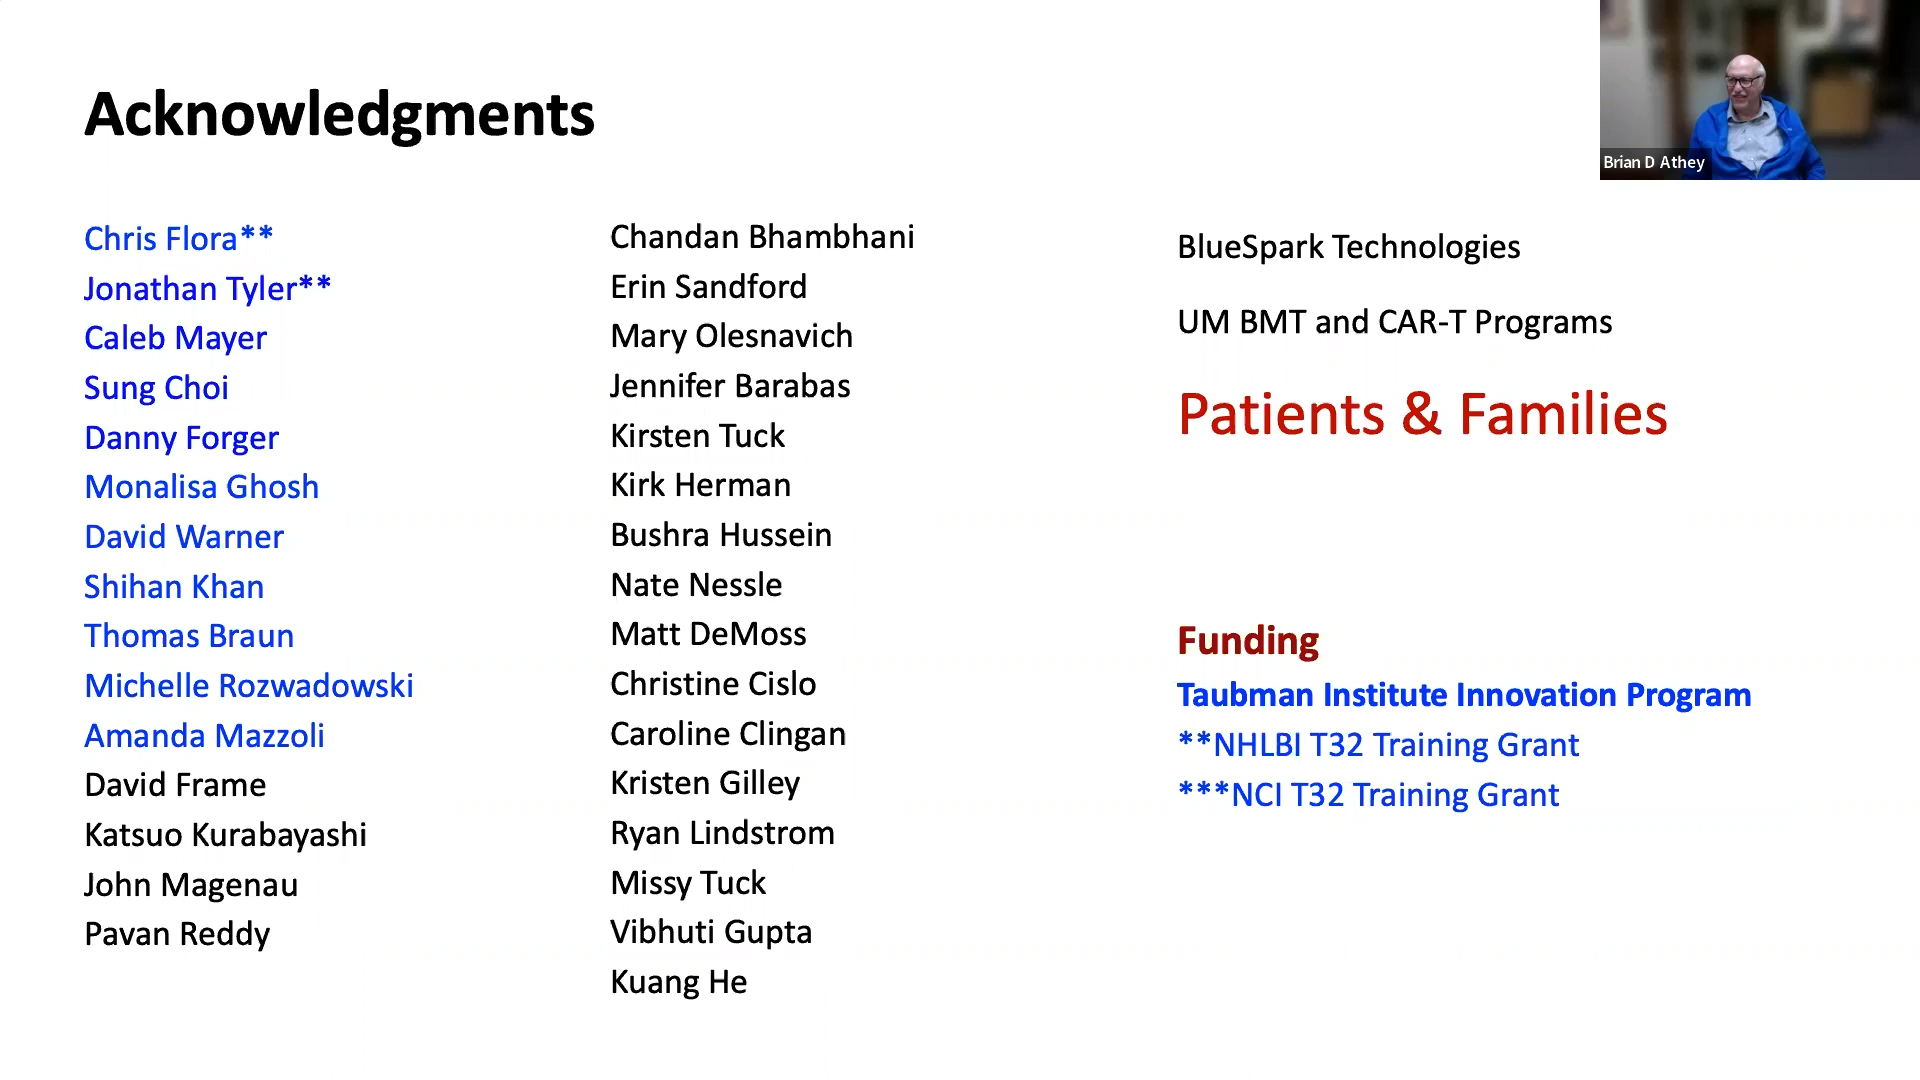 Acknowledgments
Brian D Athey
Chris Flora**
Jonathan Tyler**
Caleb Mayer
Sung Choi
Danny Forger
Monalisa Ghosh
David Warner
Shihan Khan
Thomas Braun
Michelle Rozwadowski
Amanda Mazzoli
David Frame
Katsuo Kurabayashi
John Magenau
Pavan Reddy
Chandan Bhambhani
Erin Sandford
Mary Olesnavich
Jennifer Barabas
Kirsten Tuck
Kirk Herman
Bushra Hussein
Nate Nessle
Matt DeMoss
Christine Cislo
Caroline Clingan
Kristen Gilley
Ryan Lindstrom
Missy Tuck
Vibhuti Gupta
Kuang He
BlueSpark Technologies
UM BMT and CAR-T Programs
Patients & Families
Funding
Taubman Institute Innovation Program
**NHLBI T32 Training Grant
***NCI T32 Training Grant